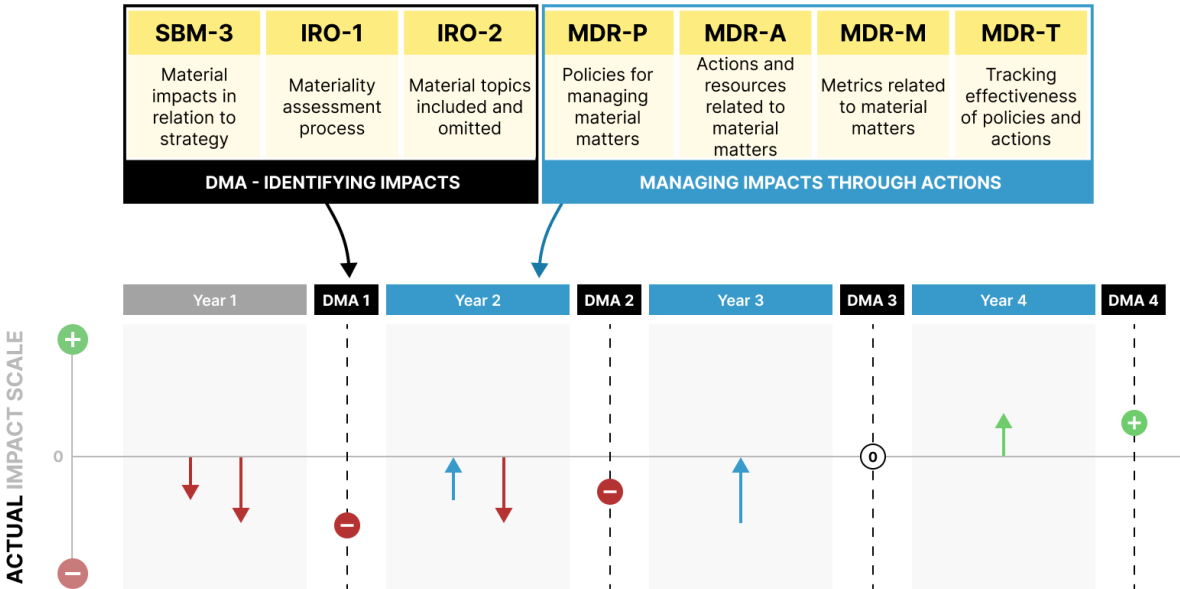 SBM-3
Material
impacts in
relation to
strategy
IRO-1
Materiality
assessment
process
IRO-2
Material topics
included and
omitted
DMA - IDENTIFYING IMPACTS
MDR-P
Policies for
managing
material
matters
MDR-A
Actions and
resources
related to
material
matters
MDR-M
Metrics related
to material
matters
MDR-T
Tracking
effectiveness
of policies and
actions
MANAGING IMPACTS THROUGH ACTIONS
Year 1
DMA 1
Year 2
DMA 2
Year 3
DMA 3
Year 4
DMA 4
ACTUAL IMPACT SCALE
+
0
−
−
−
0
+